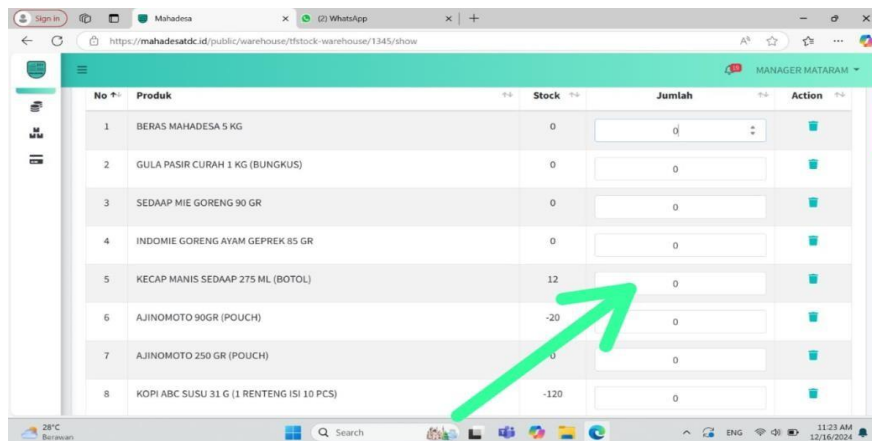 Sign in
Mahadesa
(2) WhatsApp
https://mahadesatdc.id/public/warehouse/tfstock-warehouse/1345/show
MANAGER MATARAM
No Produk Stock Jumlah Action
1 BERAS MAHADESA 5 KG 0 0
2 GULA PASIR CURAH 1 KG (BUNGKUS) 0 0
3 SEDAAP MIE GORENG 90 GR 0 0
4 INDOMIE GORENG AYAM GEPREK 85 GR 0 0
5 KECAP MANIS SEDAAP 275 ML (BOTOL) 12 0
6 AJINOMOTO 90GR (POUCH) -20 0
7 AJINOMOTO 250 GR (POUCH) 0 0
8 KOPI ABC SUSU 31 G (1 RENTENG ISI 10 PCS) -120 0
28°C
Berawan
Search
ENG
11:23 AM
12/16/2024